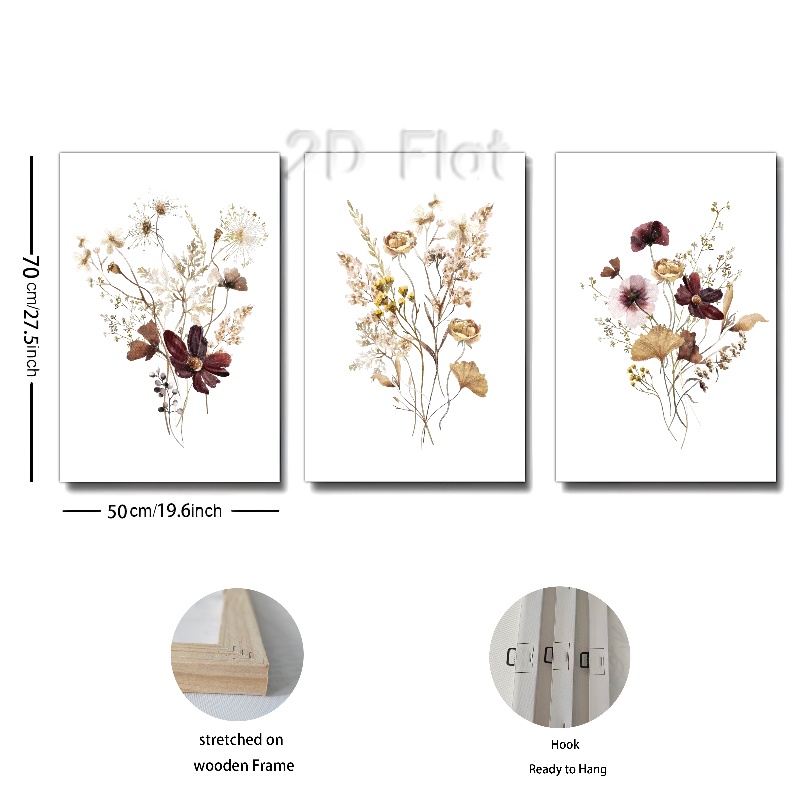 2D Flat
70 cm/27.5inch
50cm/19.6inch
stretched on
wooden Frame
Hook
Ready to Hang